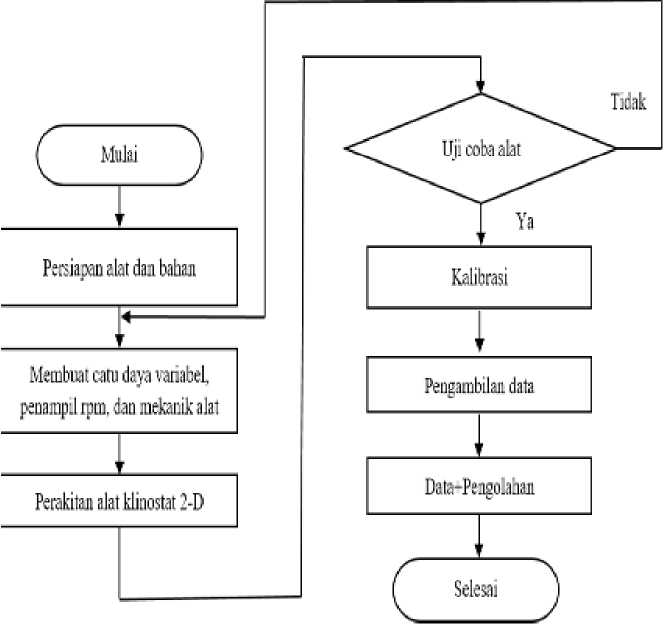 Mulai
Persiapan alat dan bahan
Membuat catu daya variabel,
penampil rpm, dan mekanik alat
Perakitan alat klinostat 2-D
Uji coba alat
Tidak
Ya
Kalibrasi
Pengambilan data
Data+Pengolahan
Selesai